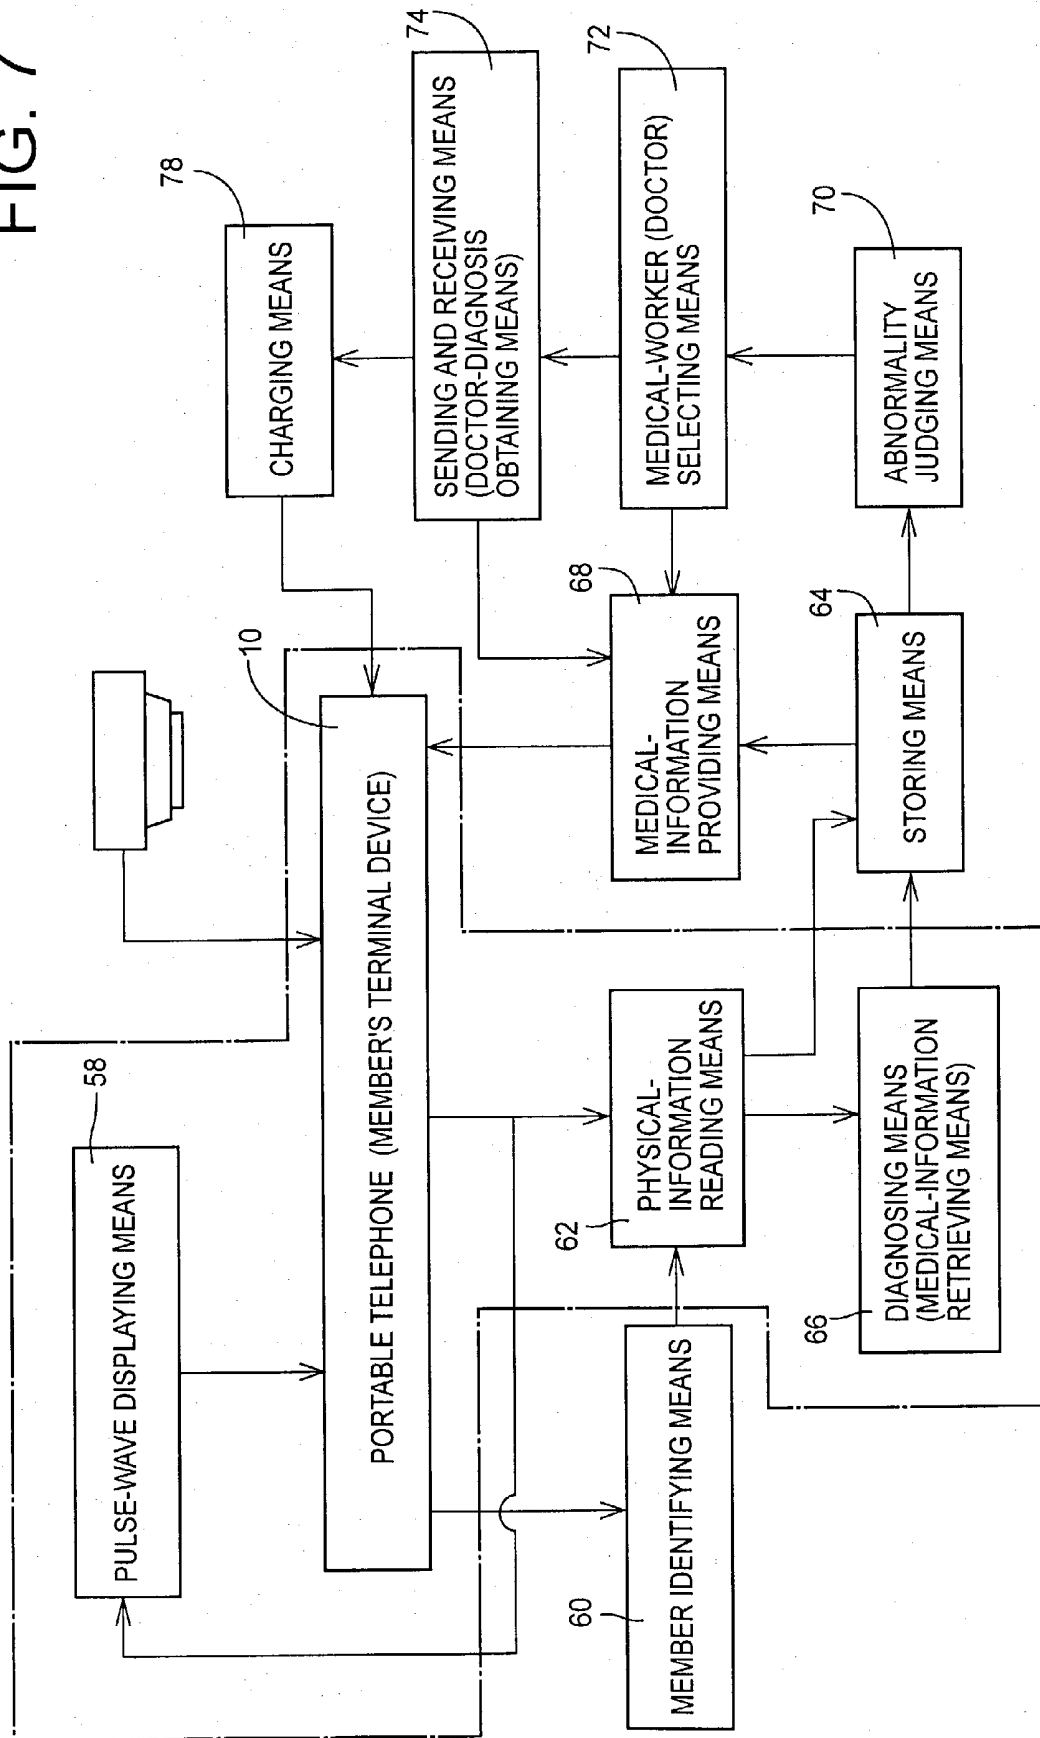 FIG. 7
58
PULSE-WAVE DISPLAYING MEANS
10
PORTABLE TELEPHONE (MEMBER'S TERMINAL DEVICE)
78
CHARGING MEANS
74
SENDING AND RECEIVING MEANS
(DOCTOR-DIAGNOSIS
OBTAINING MEANS)
60
MEMBER IDENTIFYING MEANS
62
PHYSICAL-
INFORMATION
READING MEANS
68
MEDICAL-
INFORMATION
PROVIDING MEANS
72
MEDICAL-WORKER (DOCTOR)
SELECTING MEANS
66
DIAGNOSING MEANS
(MEDICAL-INFORMATION
RETRIEVING MEANS)
64
STORING MEANS
70
ABNORMALITY
JUDGING MEANS